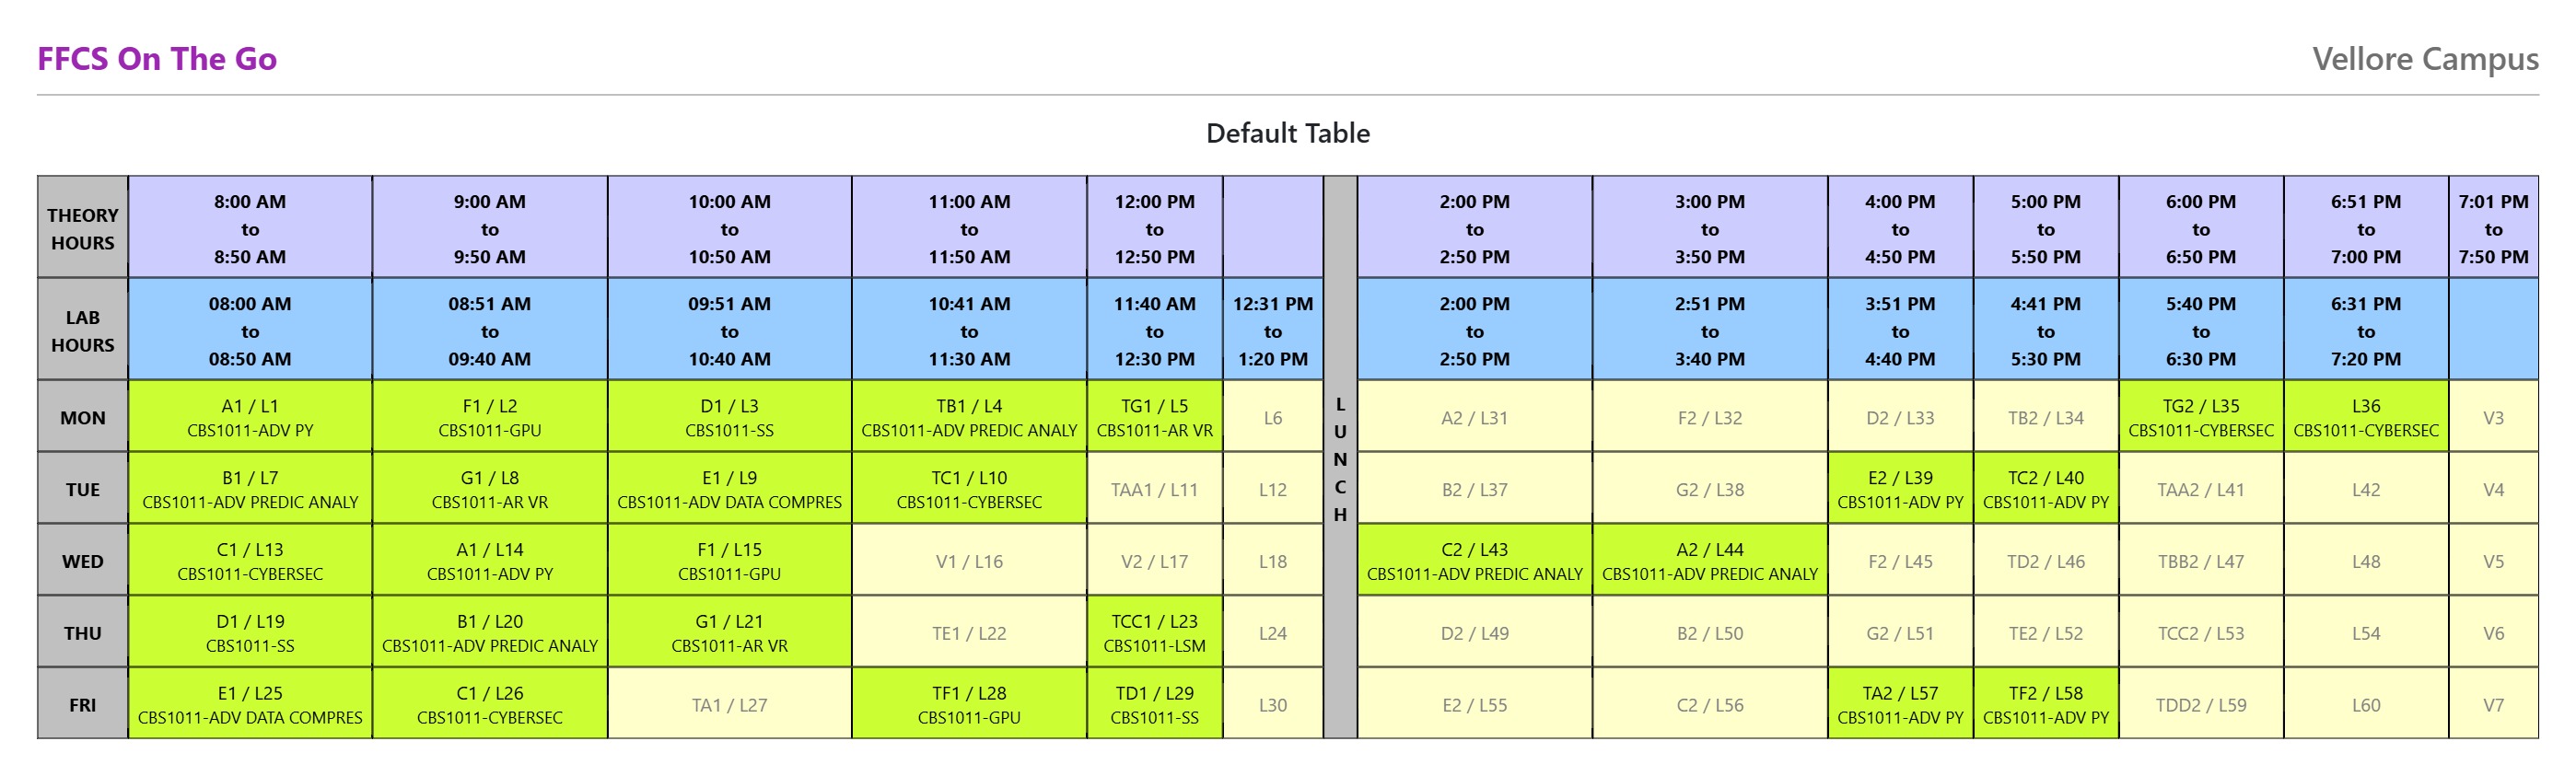 FFCS On The Go
Vellore Campus
Default Table
THEORY
HOURS
8:00 AM
to
8:50 AM
9:00 AM
to
9:50 AM
10:00 AM
to
10:50 AM
11:00 AM
to
11:50 AM
12:00 PM
to
12:50 PM
2:00 PM
to
2:50 PM
3:00 PM
to
3:50 PM
4:00 PM
to
4:50 PM
5:00 PM
to
5:50 PM
6:00 PM
to
6:50 PM
6:51 PM
to
7:00 PM
7:01 PM
to
7:50 PM
LAB
HOURS
08:00 AM
to
08:50 AM
08:51 AM
to
09:40 AM
09:51 AM
to
10:40 AM
10:41 AM
to
11:30 AM
11:40 AM
to
12:30 PM
12:31 PM
to
1:20 PM
2:00 PM
to
2:50 PM
2:51 PM
to
3:40 PM
3:51 PM
to
4:40 PM
4:41 PM
to
5:30 PM
5:40 PM
to
6:30 PM
6:31 PM
to
7:20 PM
L
U
N
C
H
MON
A1 / L1
CBS1011-ADV PY
F1 / L2
CBS1011-GPU
D1 / L3
CBS1011-SS
TB1 / L4
CBS1011-ADV PREDIC ANALY
TG1 / L5
CBS1011-AR VR
L6
A2 / L31
F2 / L32
D2 / L33
TB2 / L34
TG2 / L35
CBS1011-CYBERSEC
L36
CBS1011-CYBERSEC
V3
TUE
B1 / L7
CBS1011-ADV PREDIC ANALY
G1 / L8
CBS1011-AR VR
E1 / L9
CBS1011-ADV DATA COMPRES
TC1 / L10
CBS1011-CYBERSEC
TAA1 / L11
L12
B2 / L37
G2 / L38
E2 / L39
CBS1011-ADV PY
TC2 / L40
CBS1011-ADV PY
TAA2 / L41
L42
V4
WED
C1 / L13
CBS1011-CYBERSEC
A1 / L14
CBS1011-ADV PY
F1 / L15
CBS1011-GPU
V1 / L16
V2 / L17
L18
C2 / L43
CBS1011-ADV PREDIC ANALY
A2 / L44
CBS1011-ADV PREDIC ANALY
F2 / L45
TD2 / L46
TBB2 / L47
L48
V5
THU
D1 / L19
CBS1011-SS
B1 / L20
CBS1011-ADV PREDIC ANALY
G1 / L21
CBS1011-AR VR
TE1 / L22
TCC1 / L23
CBS1011-LSM
L24
D2 / L49
B2 / L50
G2 / L51
TE2 / L52
TCC2 / L53
L54
V6
FRI
E1 / L25
CBS1011-ADV DATA COMPRES
C1 / L26
CBS1011-CYBERSEC
TA1 / L27
TF1 / L28
CBS1011-GPU
TD1 / L29
CBS1011-SS
L30
E2 / L55
C2 / L56
TA2 / L57
CBS1011-ADV PY
TF2 / L58
CBS1011-ADV PY
TDD2 / L59
L60
V7